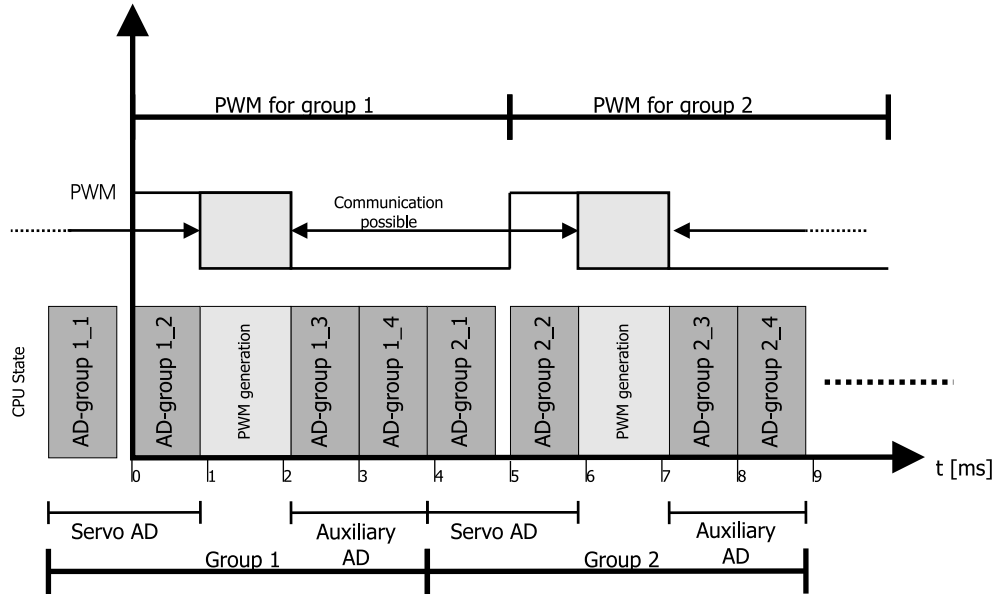 PWM for group 1
PWM for group 2
PWM
Communication
possible
CPU State
AD-group 1_1
AD-group 1_2
PWM generation
AD-group 1_3
AD-group 1_4
AD-group 2_1
AD-group 2_2
PWM generation
AD-group 2_3
AD-group 2_4
0 1 2 3 4 5 6 7 8 9
t [ms]
Servo AD
Auxiliary
AD
Servo AD
Auxiliary
AD
Group 1
Group 2